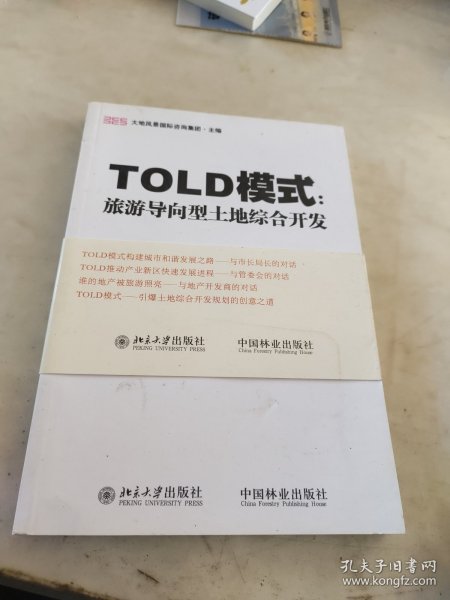 BES 大地风景国际咨询集团·主编
TOLD模式:
旅游导向型土地综合开发
TOLD模式构建城市和谐发展之路——与市长局长的对话
TOLD推动产业新区快速发展进程——与管委会的对话
谁的地产被旅游照亮——与地产开发商的对话
TOLD模式——引爆土地综合开发规划的创意之道
北京大学出版社
PEKING UNIVERSITY PRESS
中国林业出版社
China Forestry Publishing House
北京大学出版社
PEKING UNIVERSITY PRESS
中国林业出版社
China Forestry Publishing House
孔夫子旧书网
www.kongfz.com